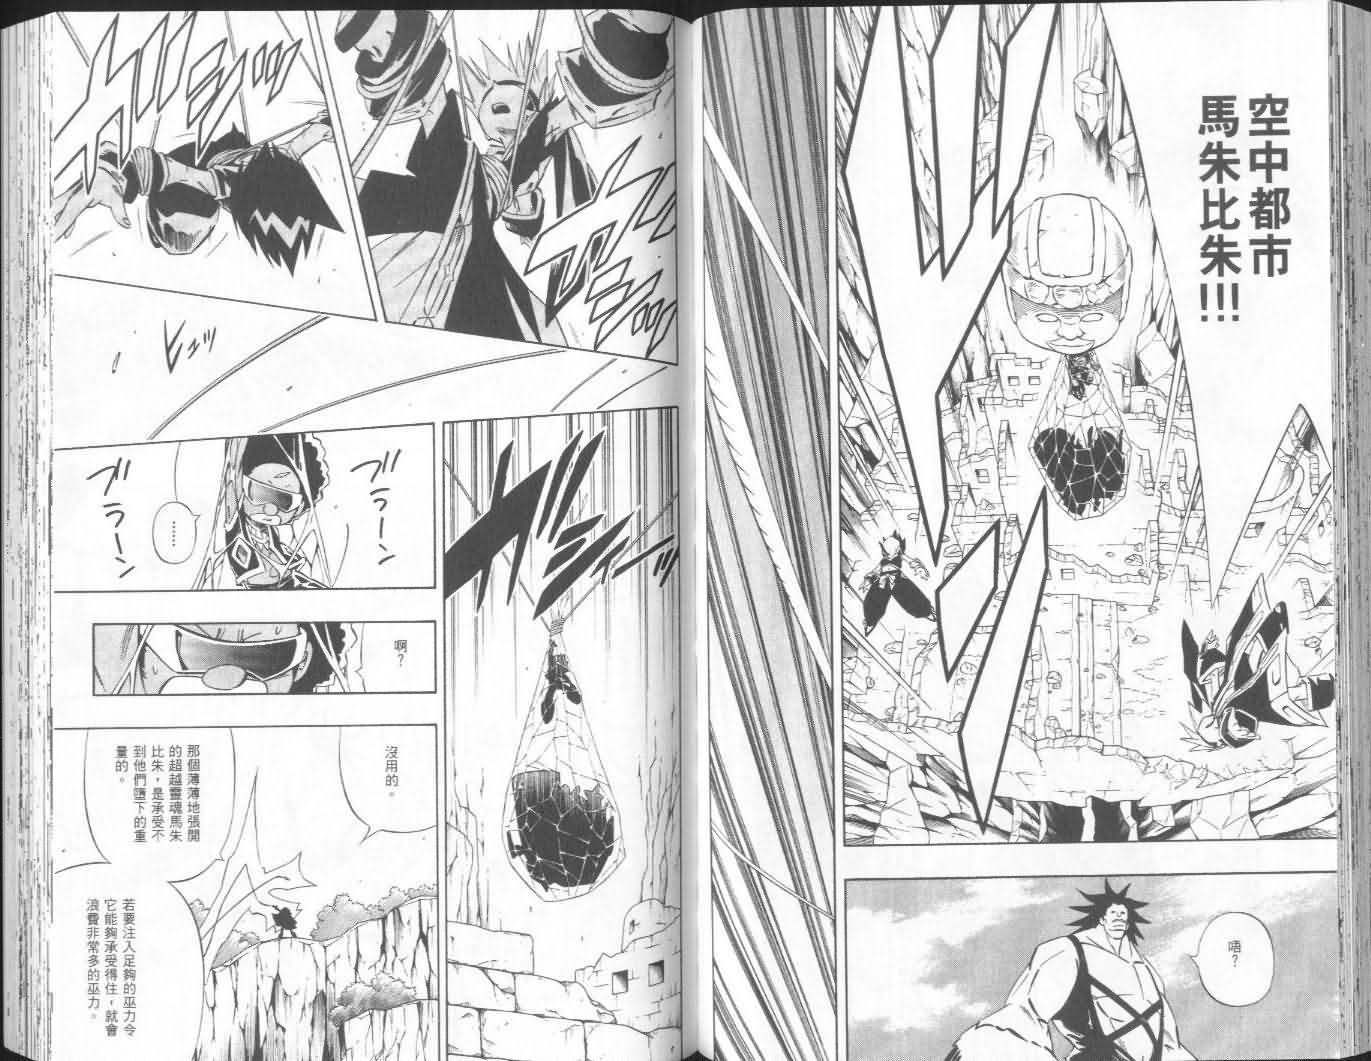 空中都市
馬朱比朱!!!
唔?
ガガガッ
ヒュッ
ブラーン
……
ブラーン
啊?
沒用的。
那個薄薄地張開
的超越靈魂馬朱
比朱，是承受不
到他們墮下的重
量的。
若要注入足夠的巫力令
它能夠承受得住，就會
浪費非常多的巫力。